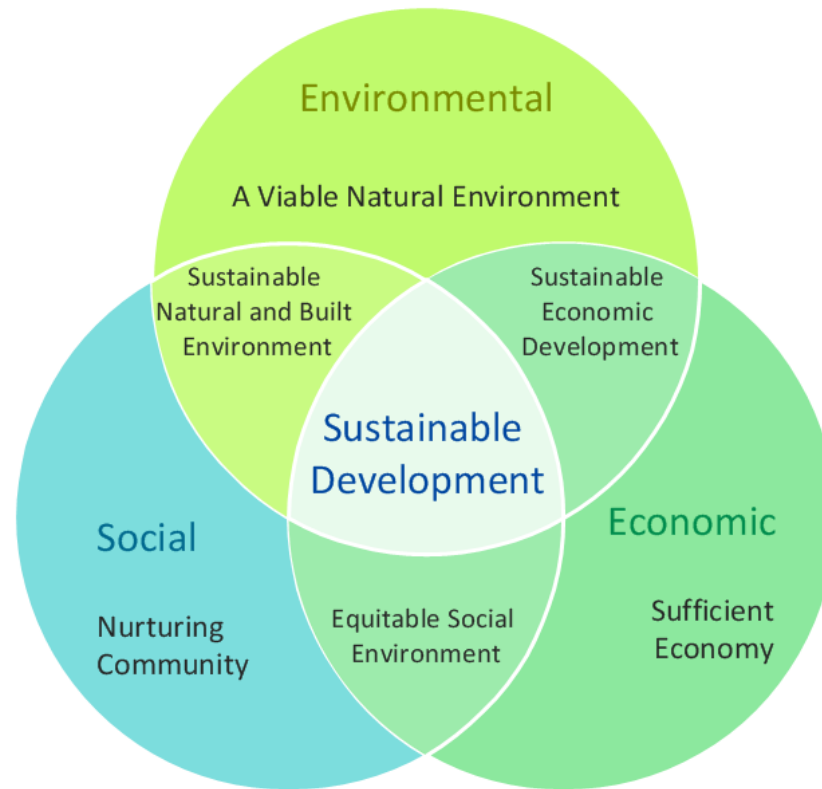 Environmental
A Viable Natural Environment
Sustainable
Natural and Built
Environment
Sustainable
Economic
Development
Sustainable
Development
Social
Nurturing
Community
Economic
Sufficient
Economy
Equitable Social
Environment